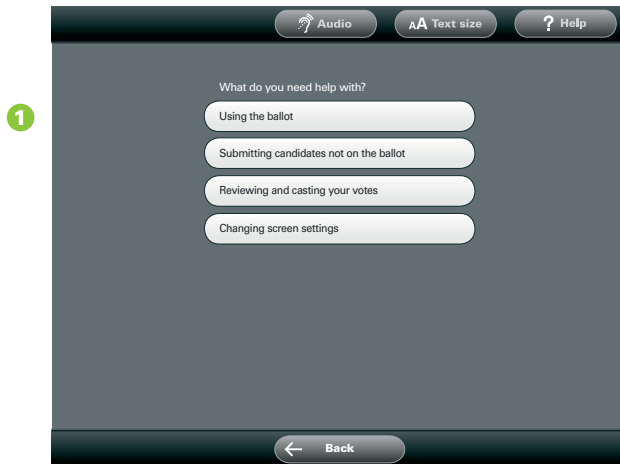 Audio
AA Text size
? Help
What do you need help with?
1
Using the ballot
Submitting candidates not on the ballot
Reviewing and casting your votes
Changing screen settings
Back